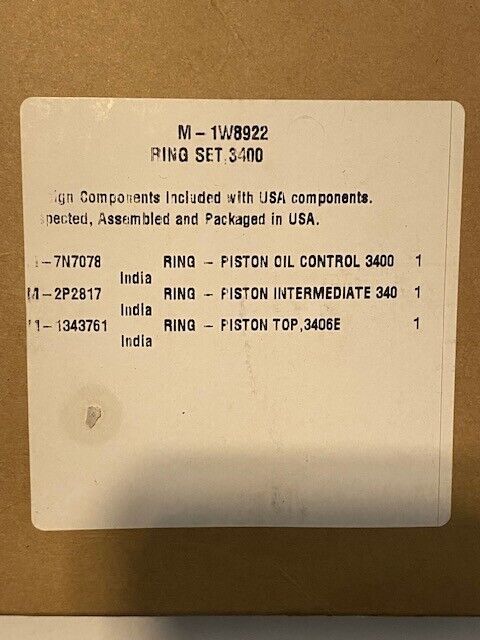 M-1W8922
RING SET,3400
ign Components Included with USA components.
spected, Assembled and Packaged in USA.
-7N7078 RING - PISTON OIL CONTROL 3400 1
India
M-2P2817 RING - PISTON INTERMEDIATE 340 1
India
M-1343761 RING - PISTON TOP,3406E 1
India